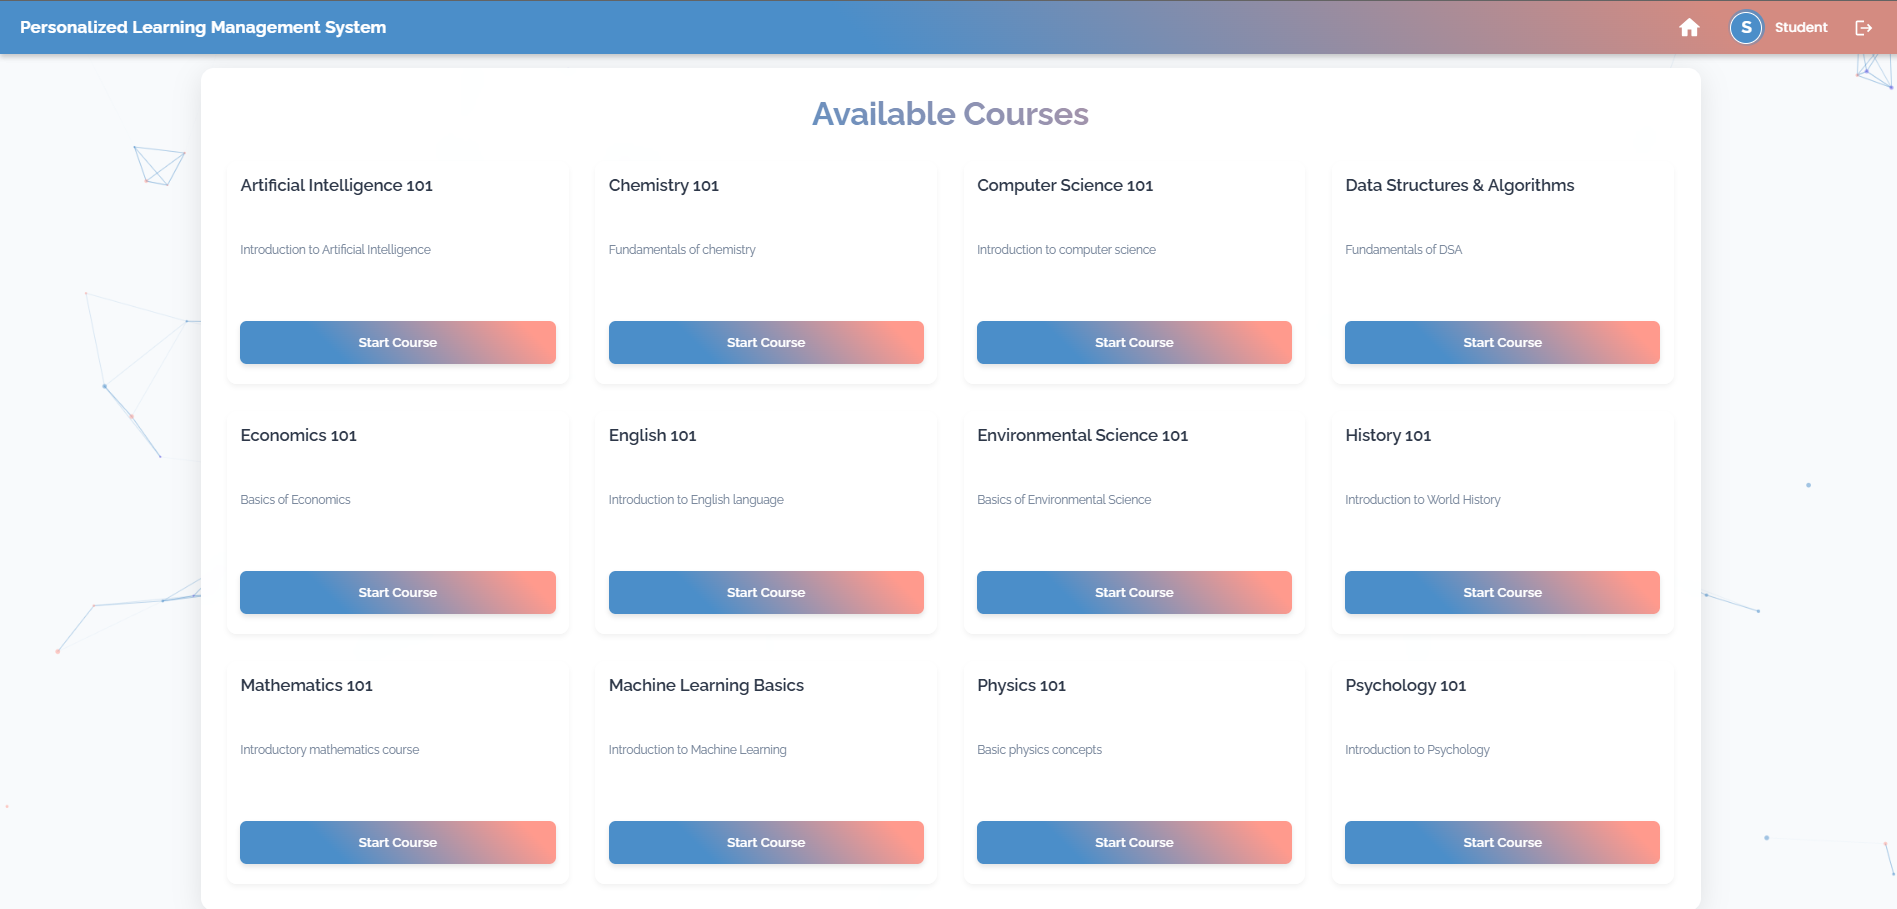 Personalized Learning Management System
S Student
Available Courses
Artificial Intelligence 101
Introduction to Artificial Intelligence
Start Course
Chemistry 101
Fundamentals of chemistry
Start Course
Computer Science 101
Introduction to computer science
Start Course
Data Structures & Algorithms
Fundamentals of DSA
Start Course
Economics 101
Basics of Economics
Start Course
English 101
Introduction to English language
Start Course
Environmental Science 101
Basics of Environmental Science
Start Course
History 101
Introduction to World History
Start Course
Mathematics 101
Introductory mathematics course
Start Course
Machine Learning Basics
Introduction to Machine Learning
Start Course
Physics 101
Basic physics concepts
Start Course
Psychology 101
Introduction to Psychology
Start Course